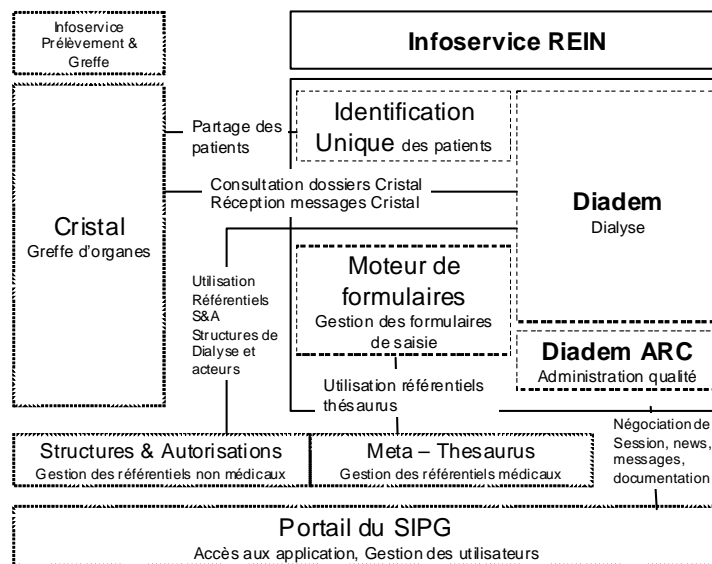 Infoservice
Prélèvement &
Greffe
Infoservice REIN
Identification
Unique des patients
Partage des
patients
Consultation dossiers Cristal
Réception messages Cristal
Cristal
Greffe d'organes
Diadem
Dialyse
Moteur de
formulaires
Gestion des formulaires
de saisie
Utilisation
Référentiels
S&A
Structures de
Dialyse et
acteurs
Diadem ARC
Administration qualité
Utilisation référentiels
thésaurus
Négociation de
Session, news,
messages,
documentation
Structures & Autorisations
Gestion des référentiels non médicaux
Meta – Thesaurus
Gestion des référentiels médicaux
Portail du SIPG
Accès aux application, Gestion des utilisateurs